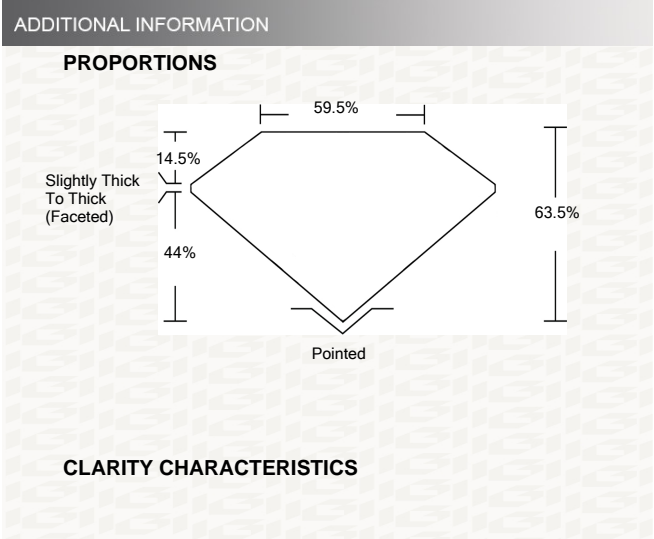 ADDITIONAL INFORMATION
PROPORTIONS
59.5%
14.5%
Slightly Thick
To Thick
(Faceted)
63.5%
44%
Pointed
CLARITY CHARACTERISTICS